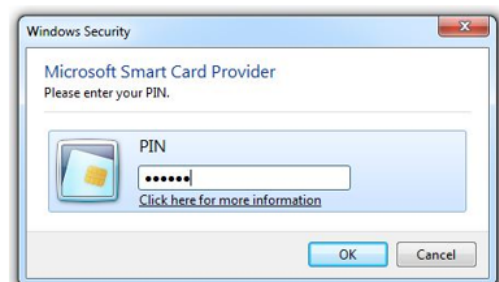 Windows Security
Microsoft Smart Card Provider
Please enter your PIN.
PIN
••••••
Click here for more information
OK
Cancel